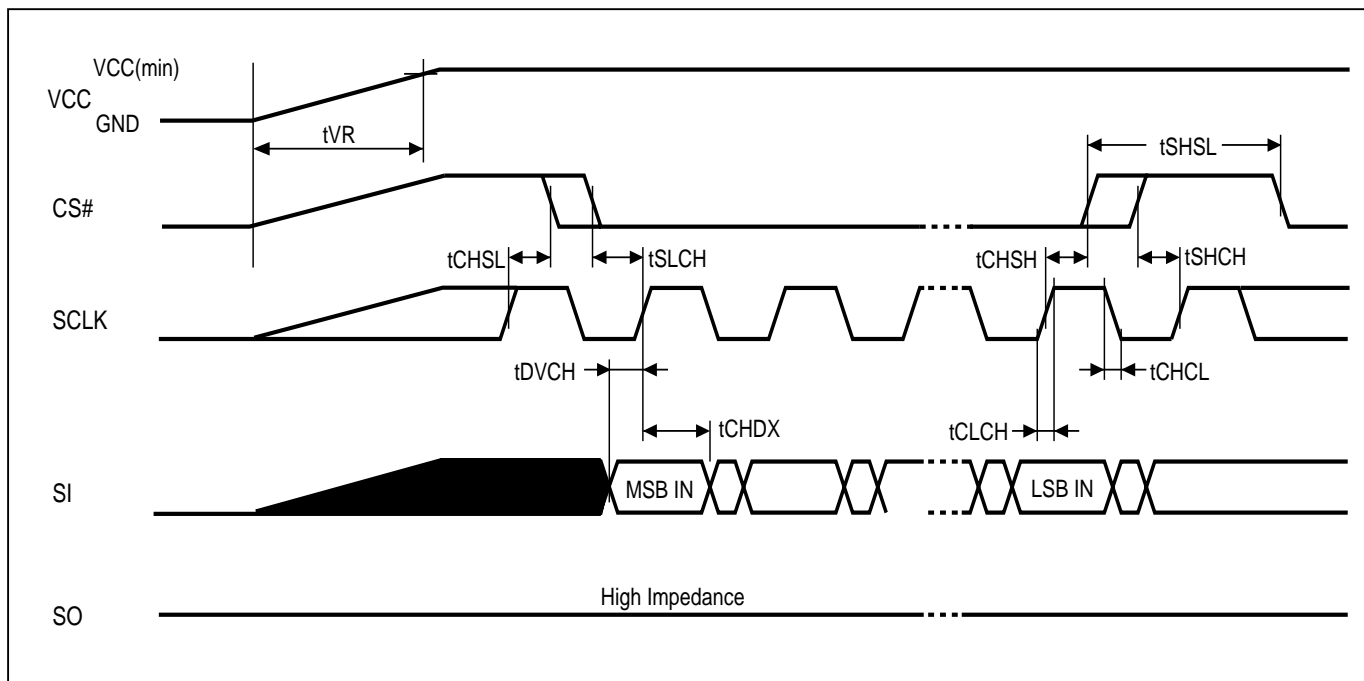 VCC(min)
VCC
GND
tVR
tSHSL
CS#
tCHSL
tSLCH
tCHSH
tSHCH
SCLK
tDVCH
tCHCL
tCHDX
tCLCH
SI
MSB IN
LSB IN
High Impedance
SO